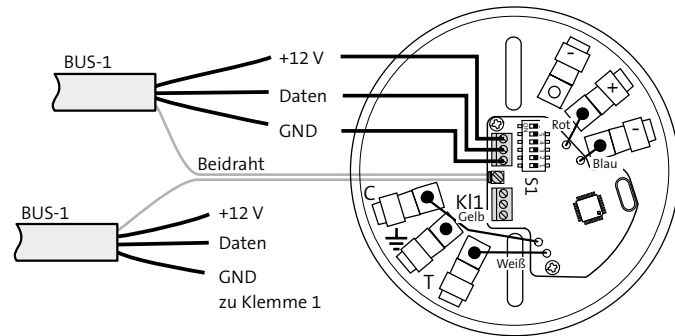 BUS-1
+12 V
Daten
GND
Beidraht
BUS-1
+12 V
Daten
GND
zu Klemme 1
C
T
Kl1
Gelb
S1
ON
Rot
Blau
Weiß
-
+
-